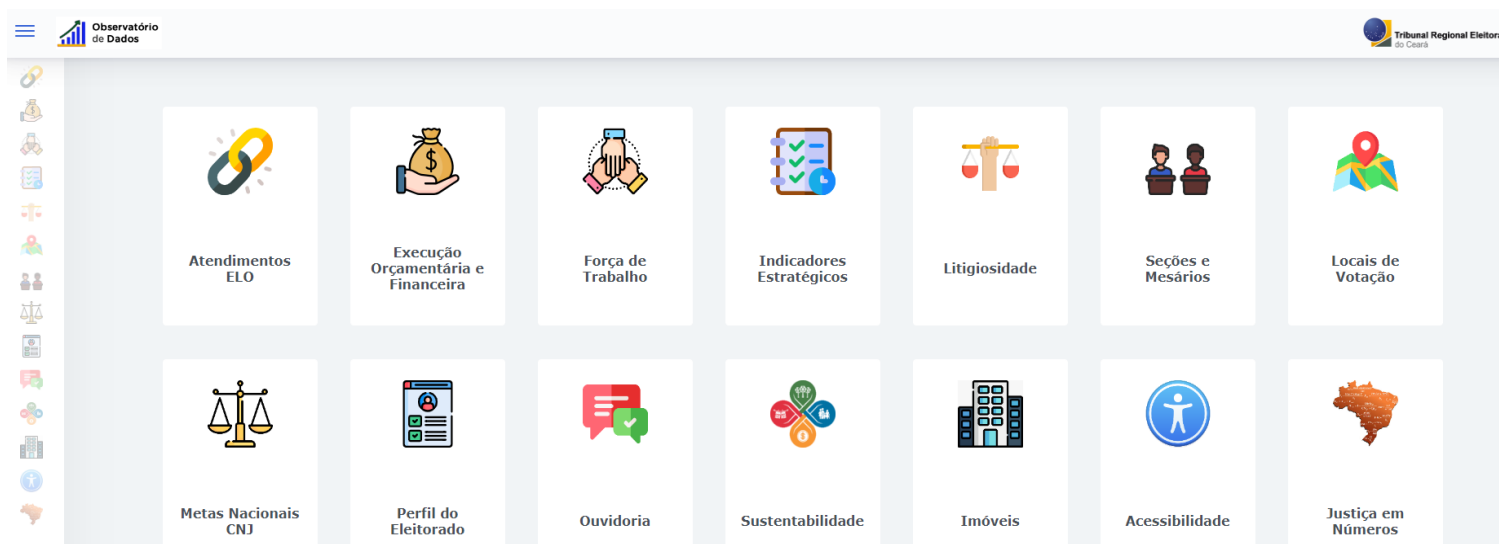 Observatório
de Dados
Tribunal Regional Eleitora
do Ceará
Atendimentos
ELO
Execução
Orçamentária e
Financeira
Força de
Trabalho
Indicadores
Estratégicos
Litigiosidade
Seções e
Mesários
Locais de
Votação
Metas Nacionais
CNJ
Perfil do
Eleitorado
Ouvidoria
Sustentabilidade
Imóveis
Acessibilidade
Justiça em
Números